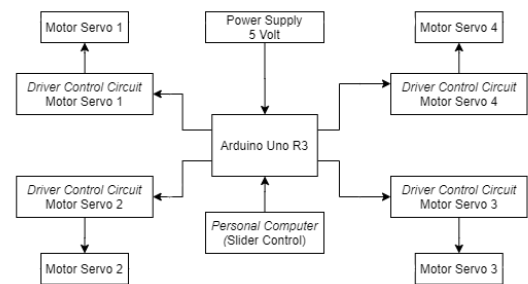 Motor Servo 1
Power Supply
5 Volt
Motor Servo 4
Driver Control Circuit
Motor Servo 1
Driver Control Circuit
Motor Servo 4
Arduino Uno R3
Driver Control Circuit
Motor Servo 2
Driver Control Circuit
Motor Servo 3
Personal Computer
(Slider Control)
Motor Servo 2
Motor Servo 3